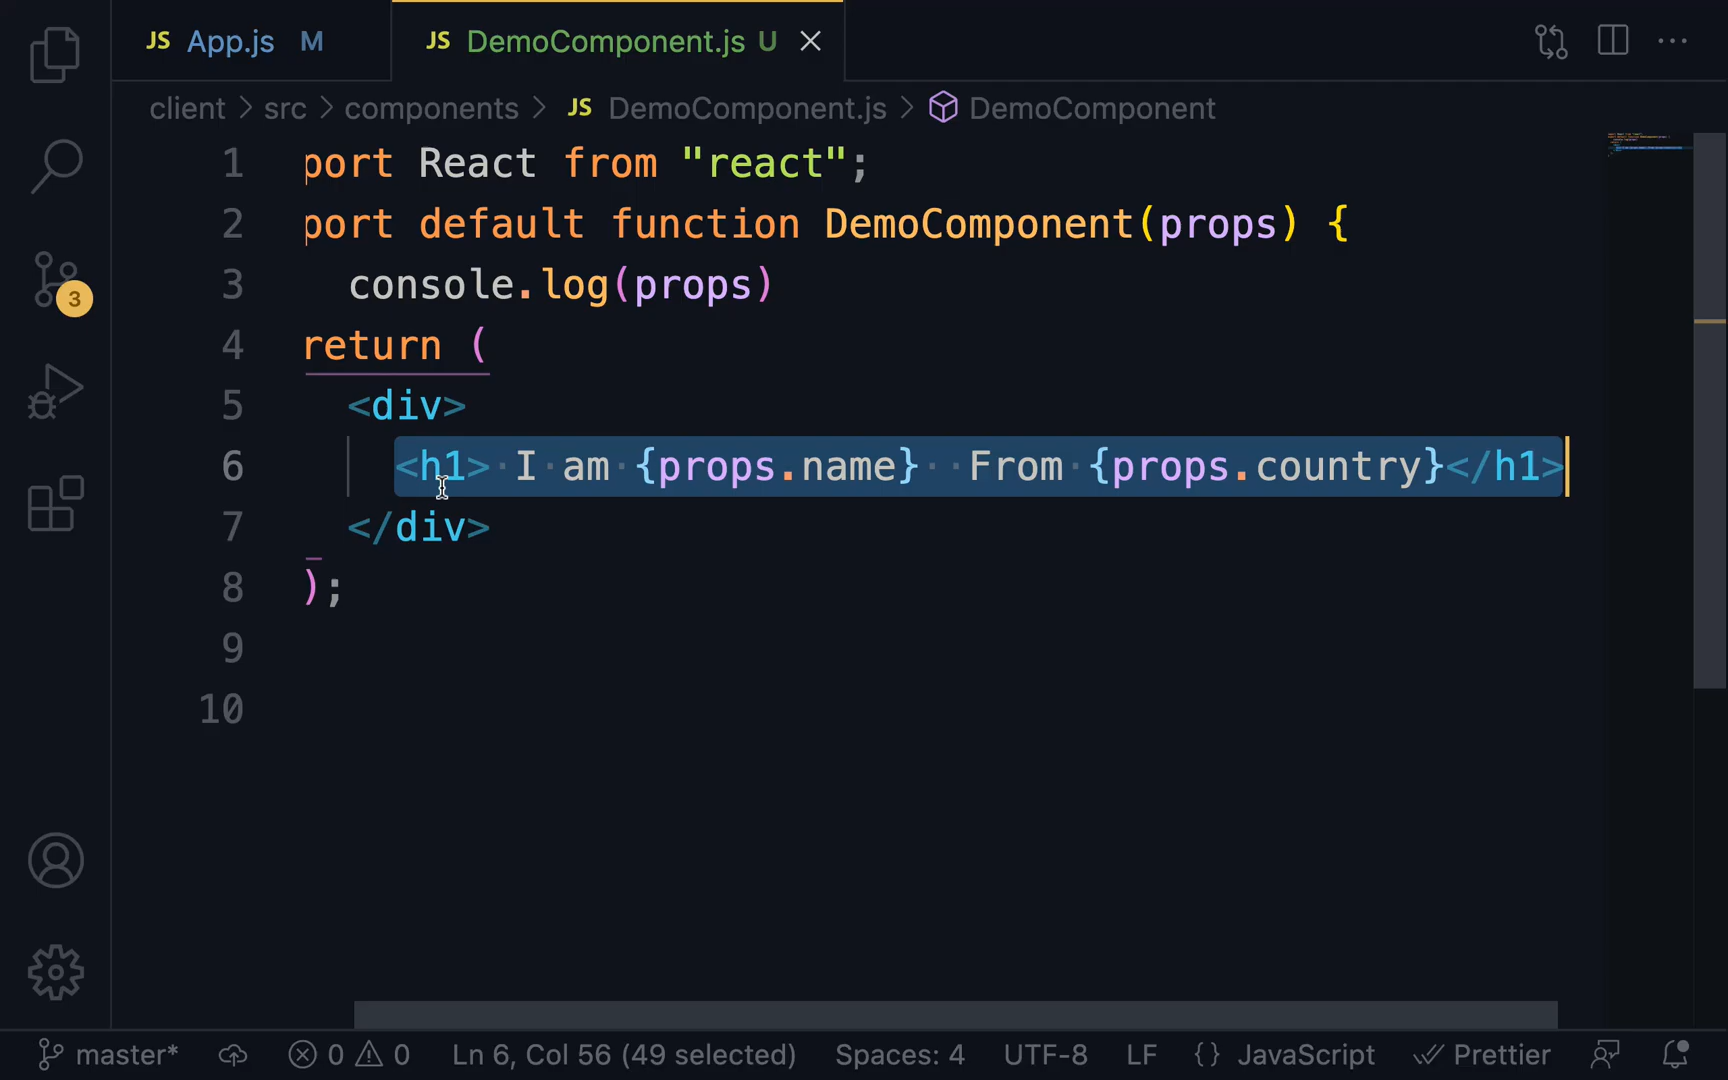 JS App.js M
JS DemoComponent.js U
client > src > components > JS DemoComponent.js > DemoComponent
1 port React from "react";
2 port default function DemoComponent(props) {
3 console.log(props)
4 return (
5 <div>
6 <h1> I am {props.name}  From {props.country}</h1>
7 </div>
8 );
9
10
3
master* 0 0 Ln 6, Col 56 (49 selected) Spaces: 4 UTF-8 LF {} JavaScript Prettier